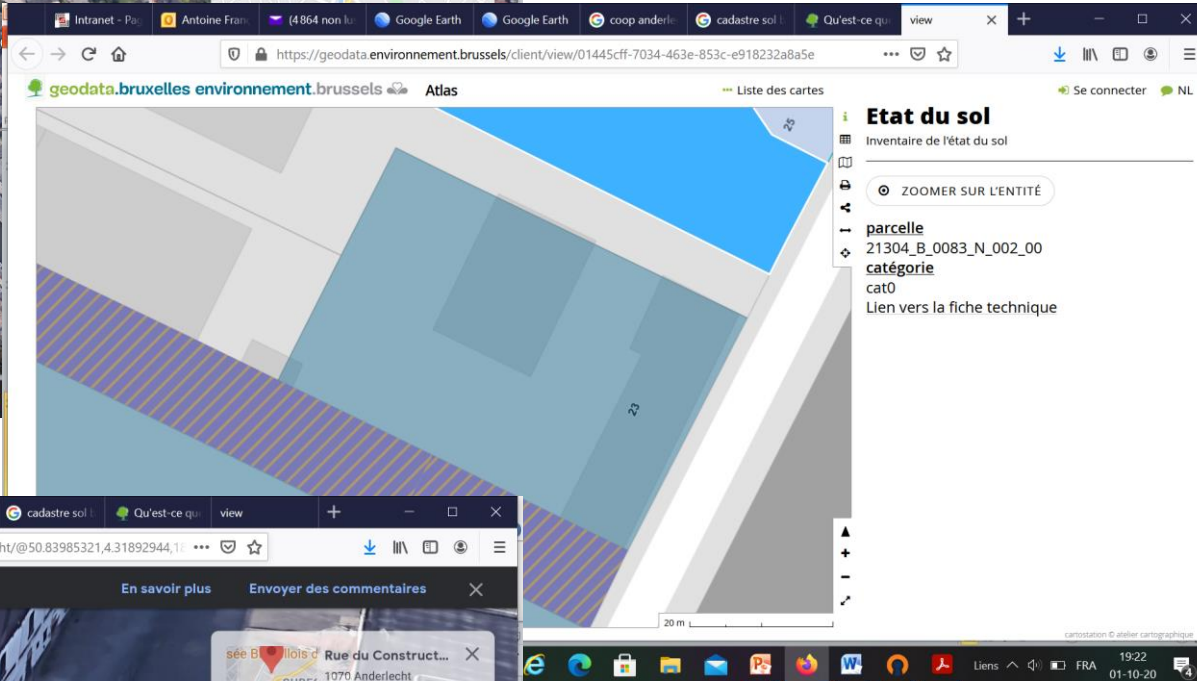 Intranet - Pag
Antoine Franç
(4 864 non lu
Google Earth
Google Earth
coop anderle
cadastre sol b
Qu'est-ce que
view
https://geodata.environnement.brussels/client/view/01445cff-7034-463e-853c-e918232a8a5e
geodata.bruxelles environnement.brussels
Atlas
Liste des cartes
Se connecter
NL
25
Etat du sol
Inventaire de l'état du sol
ZOOMER SUR L'ENTITÉ
parcelle
21304_B_0083_N_002_00
catégorie
cat0
Lien vers la fiche technique
23
20 m
cartostation © atelier cartographique
cadastre sol b
Qu'est-ce que
view
ht/@50.83985321,4.31892944,18
En savoir plus
Envoyer des commentaires
Rue du Construct...
1070 Anderlecht
Liens
FRA
19:22
01-10-20